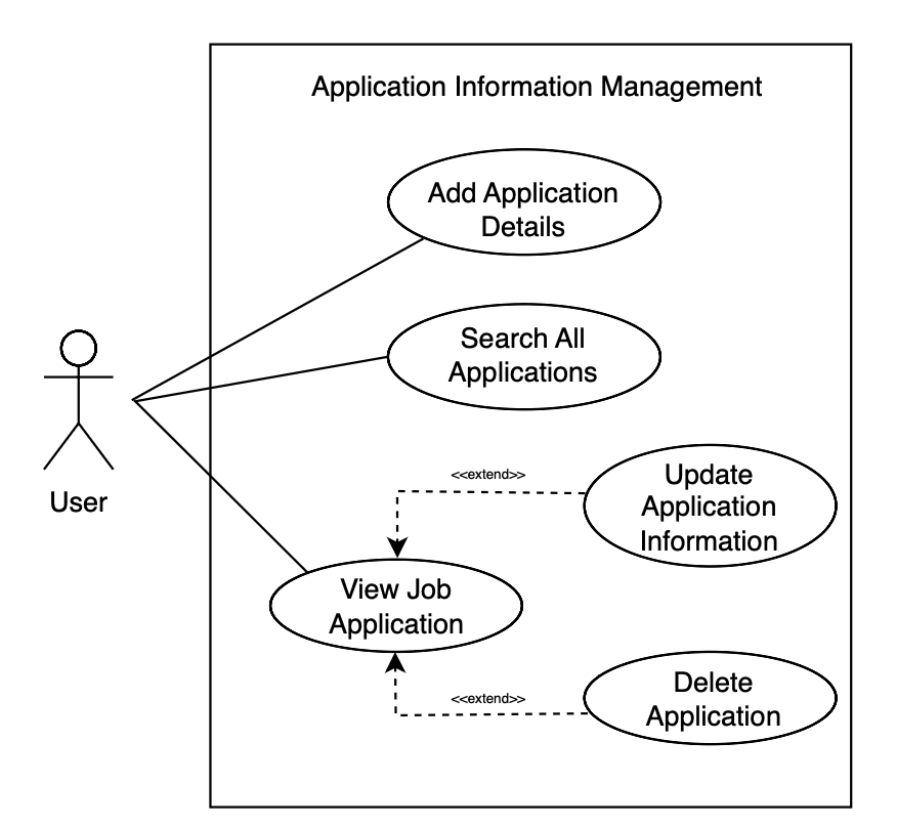 Application Information Management
Add Application
Details
Search All
Applications
<<extend>>
Update
Application
Information
User
View Job
Application
<<extend>>
Delete
Application